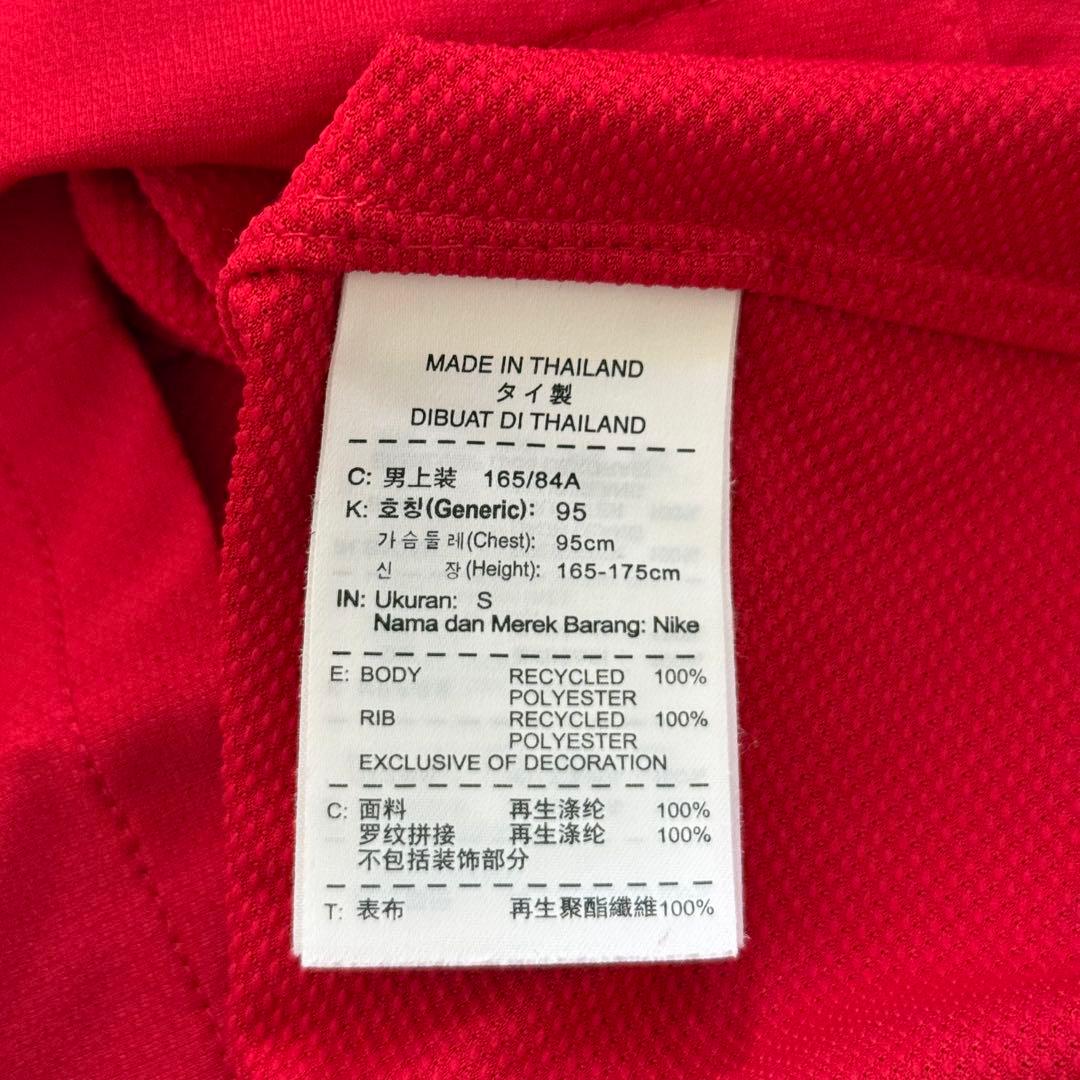 MADE IN THAILAND
タイ製
DIBUAT DI THAILAND
C: 男上装 165/84A
K: 호칭(Generic): 95
가슴둘레(Chest): 95cm
신 장(Height): 165-175cm
IN: Ukuran: S
Nama dan Merek Barang: Nike
E: BODY RECYCLED 100%
POLYESTER
RIB RECYCLED 100%
POLYESTER
EXCLUSIVE OF DECORATION
C: 面料 再生涤纶 100%
罗纹拼接 再生涤纶 100%
不包括装饰部分
T: 表布 再生聚酯纖維100%